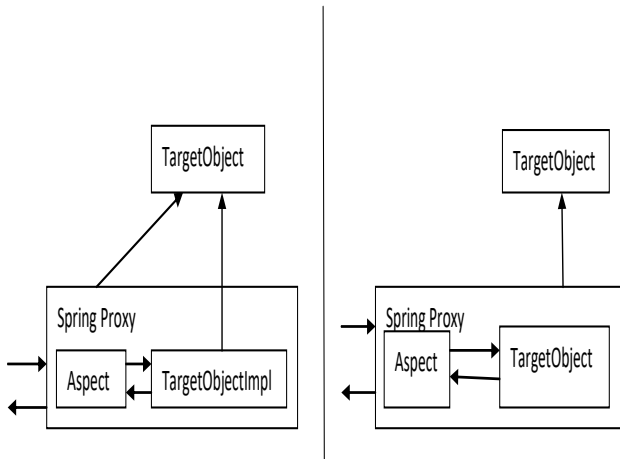 TargetObject
Spring Proxy
Aspect
TargetObjectImpl
TargetObject
Spring Proxy
Aspect
TargetObject